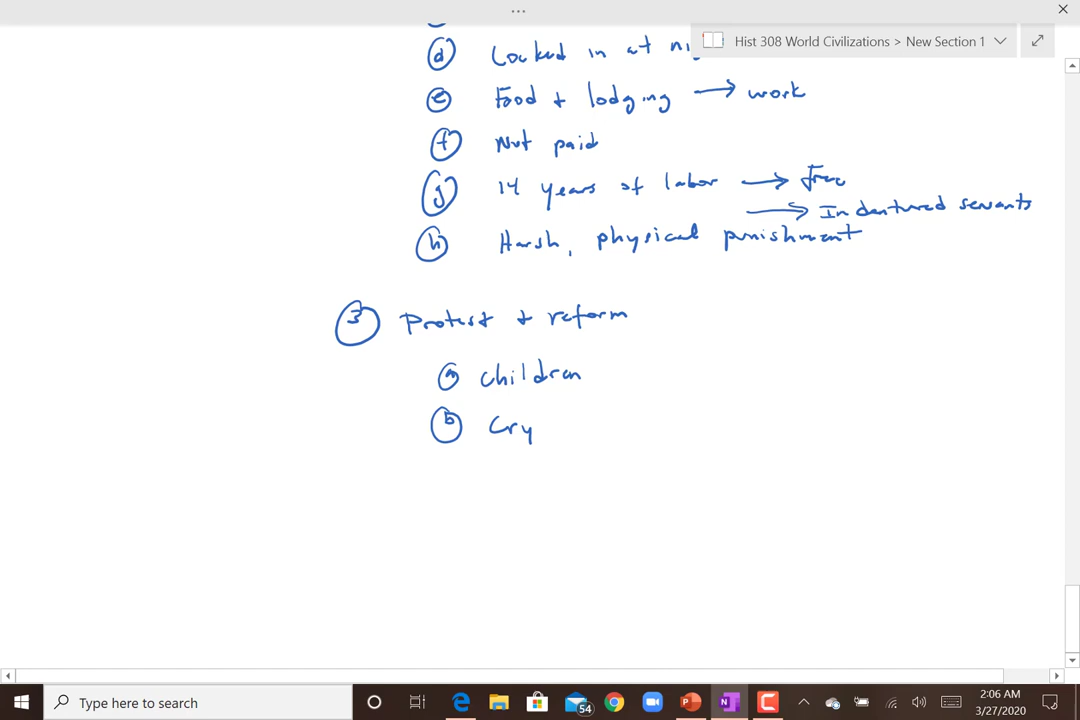 Hist 308 World Civilizations > New Section 1
d Locked in at
e Food + lodging → work
f Not paid
g 14 years of labor → free
→ Indentured servants
h Harsh, physical punishment
3 Protest + reform
a children
b Cry
Type here to search
54
2:06 AM
3/27/2020